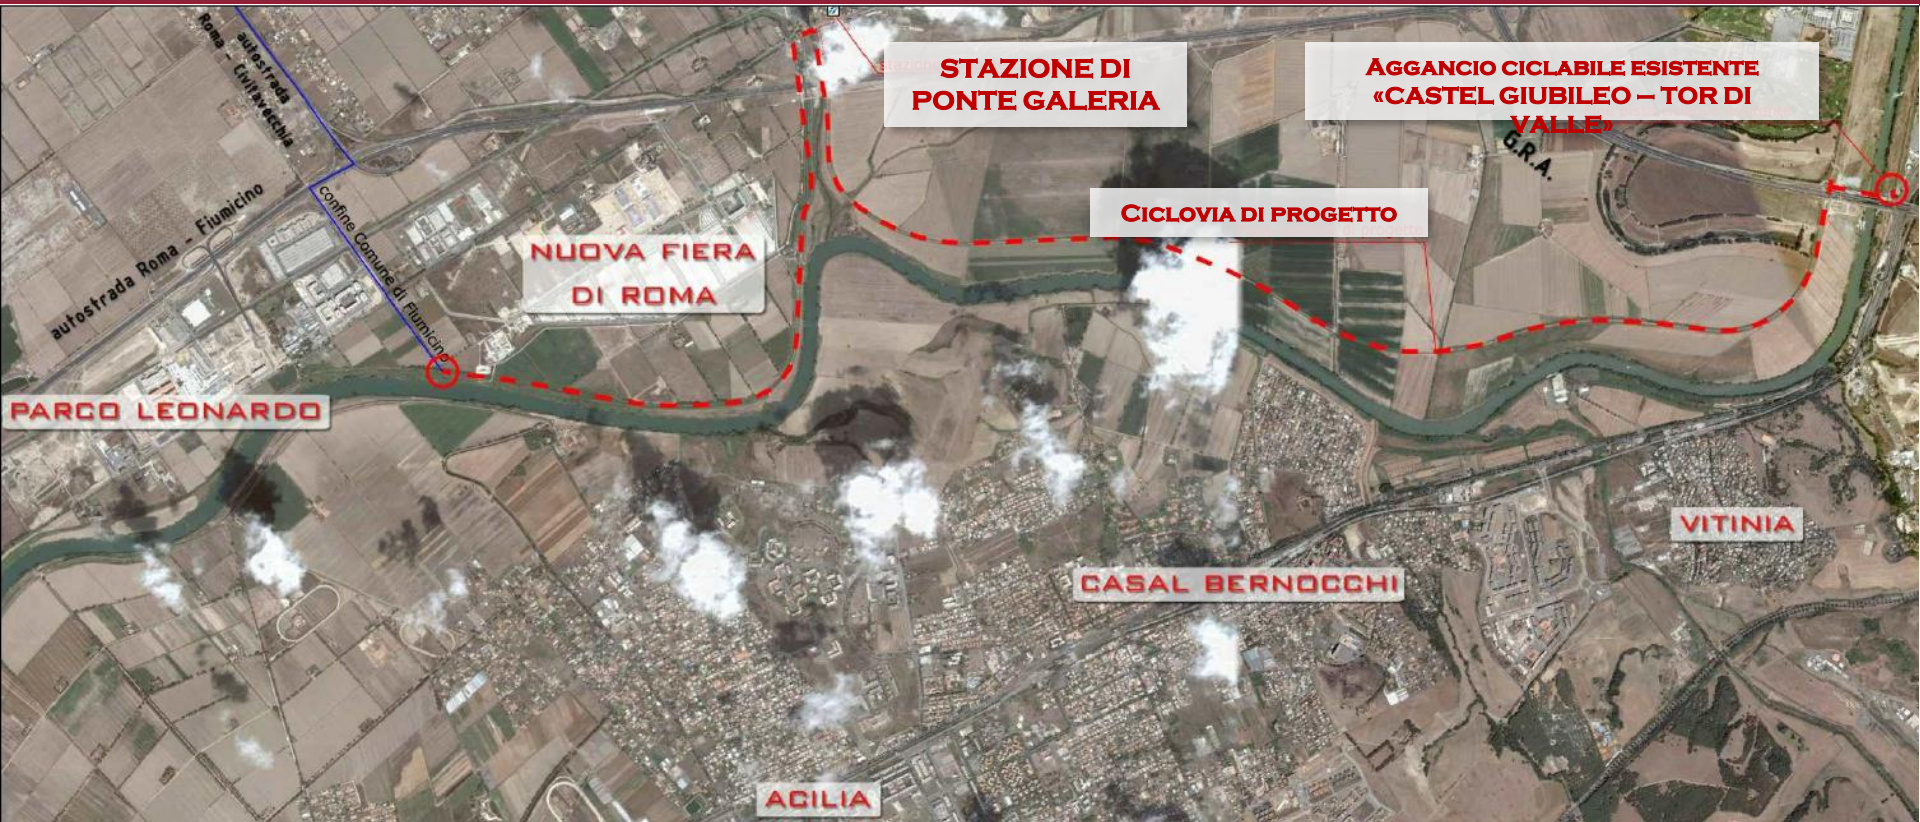 autostrada
Roma - Civitavecchia
STAZIONE DI
PONTE GALERIA
AGGANCIO CICLABILE ESISTENTE
«CASTEL GIUBILEO – TOR DI
VALLE»
G.R.A.
autostrada Roma - Fiumicino
confine Comune di Fiumicino
CICLOVIA DI PROGETTO
NUOVA FIERA
DI ROMA
PARCO LEONARDO
VITINIA
CASAL BERNOCCHI
ACILIA